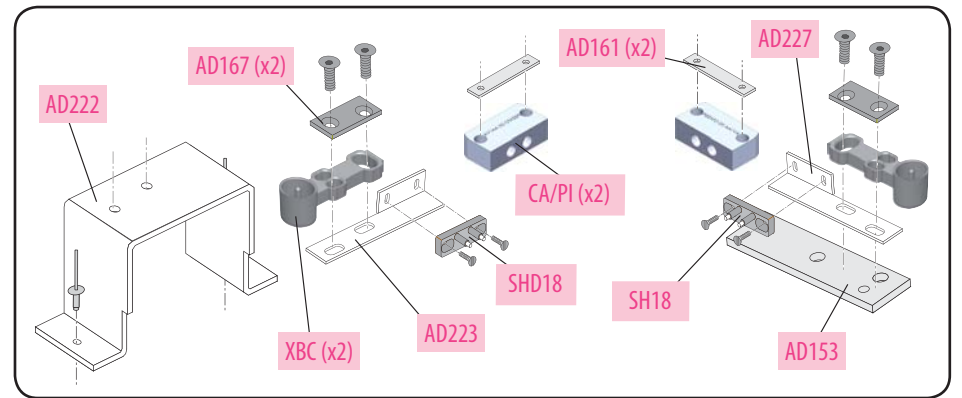 AD167 (x2)
AD222
AD161 (x2)
AD227
CA/PI (x2)
SHD18
SH18
AD223
XBC (x2)
AD153